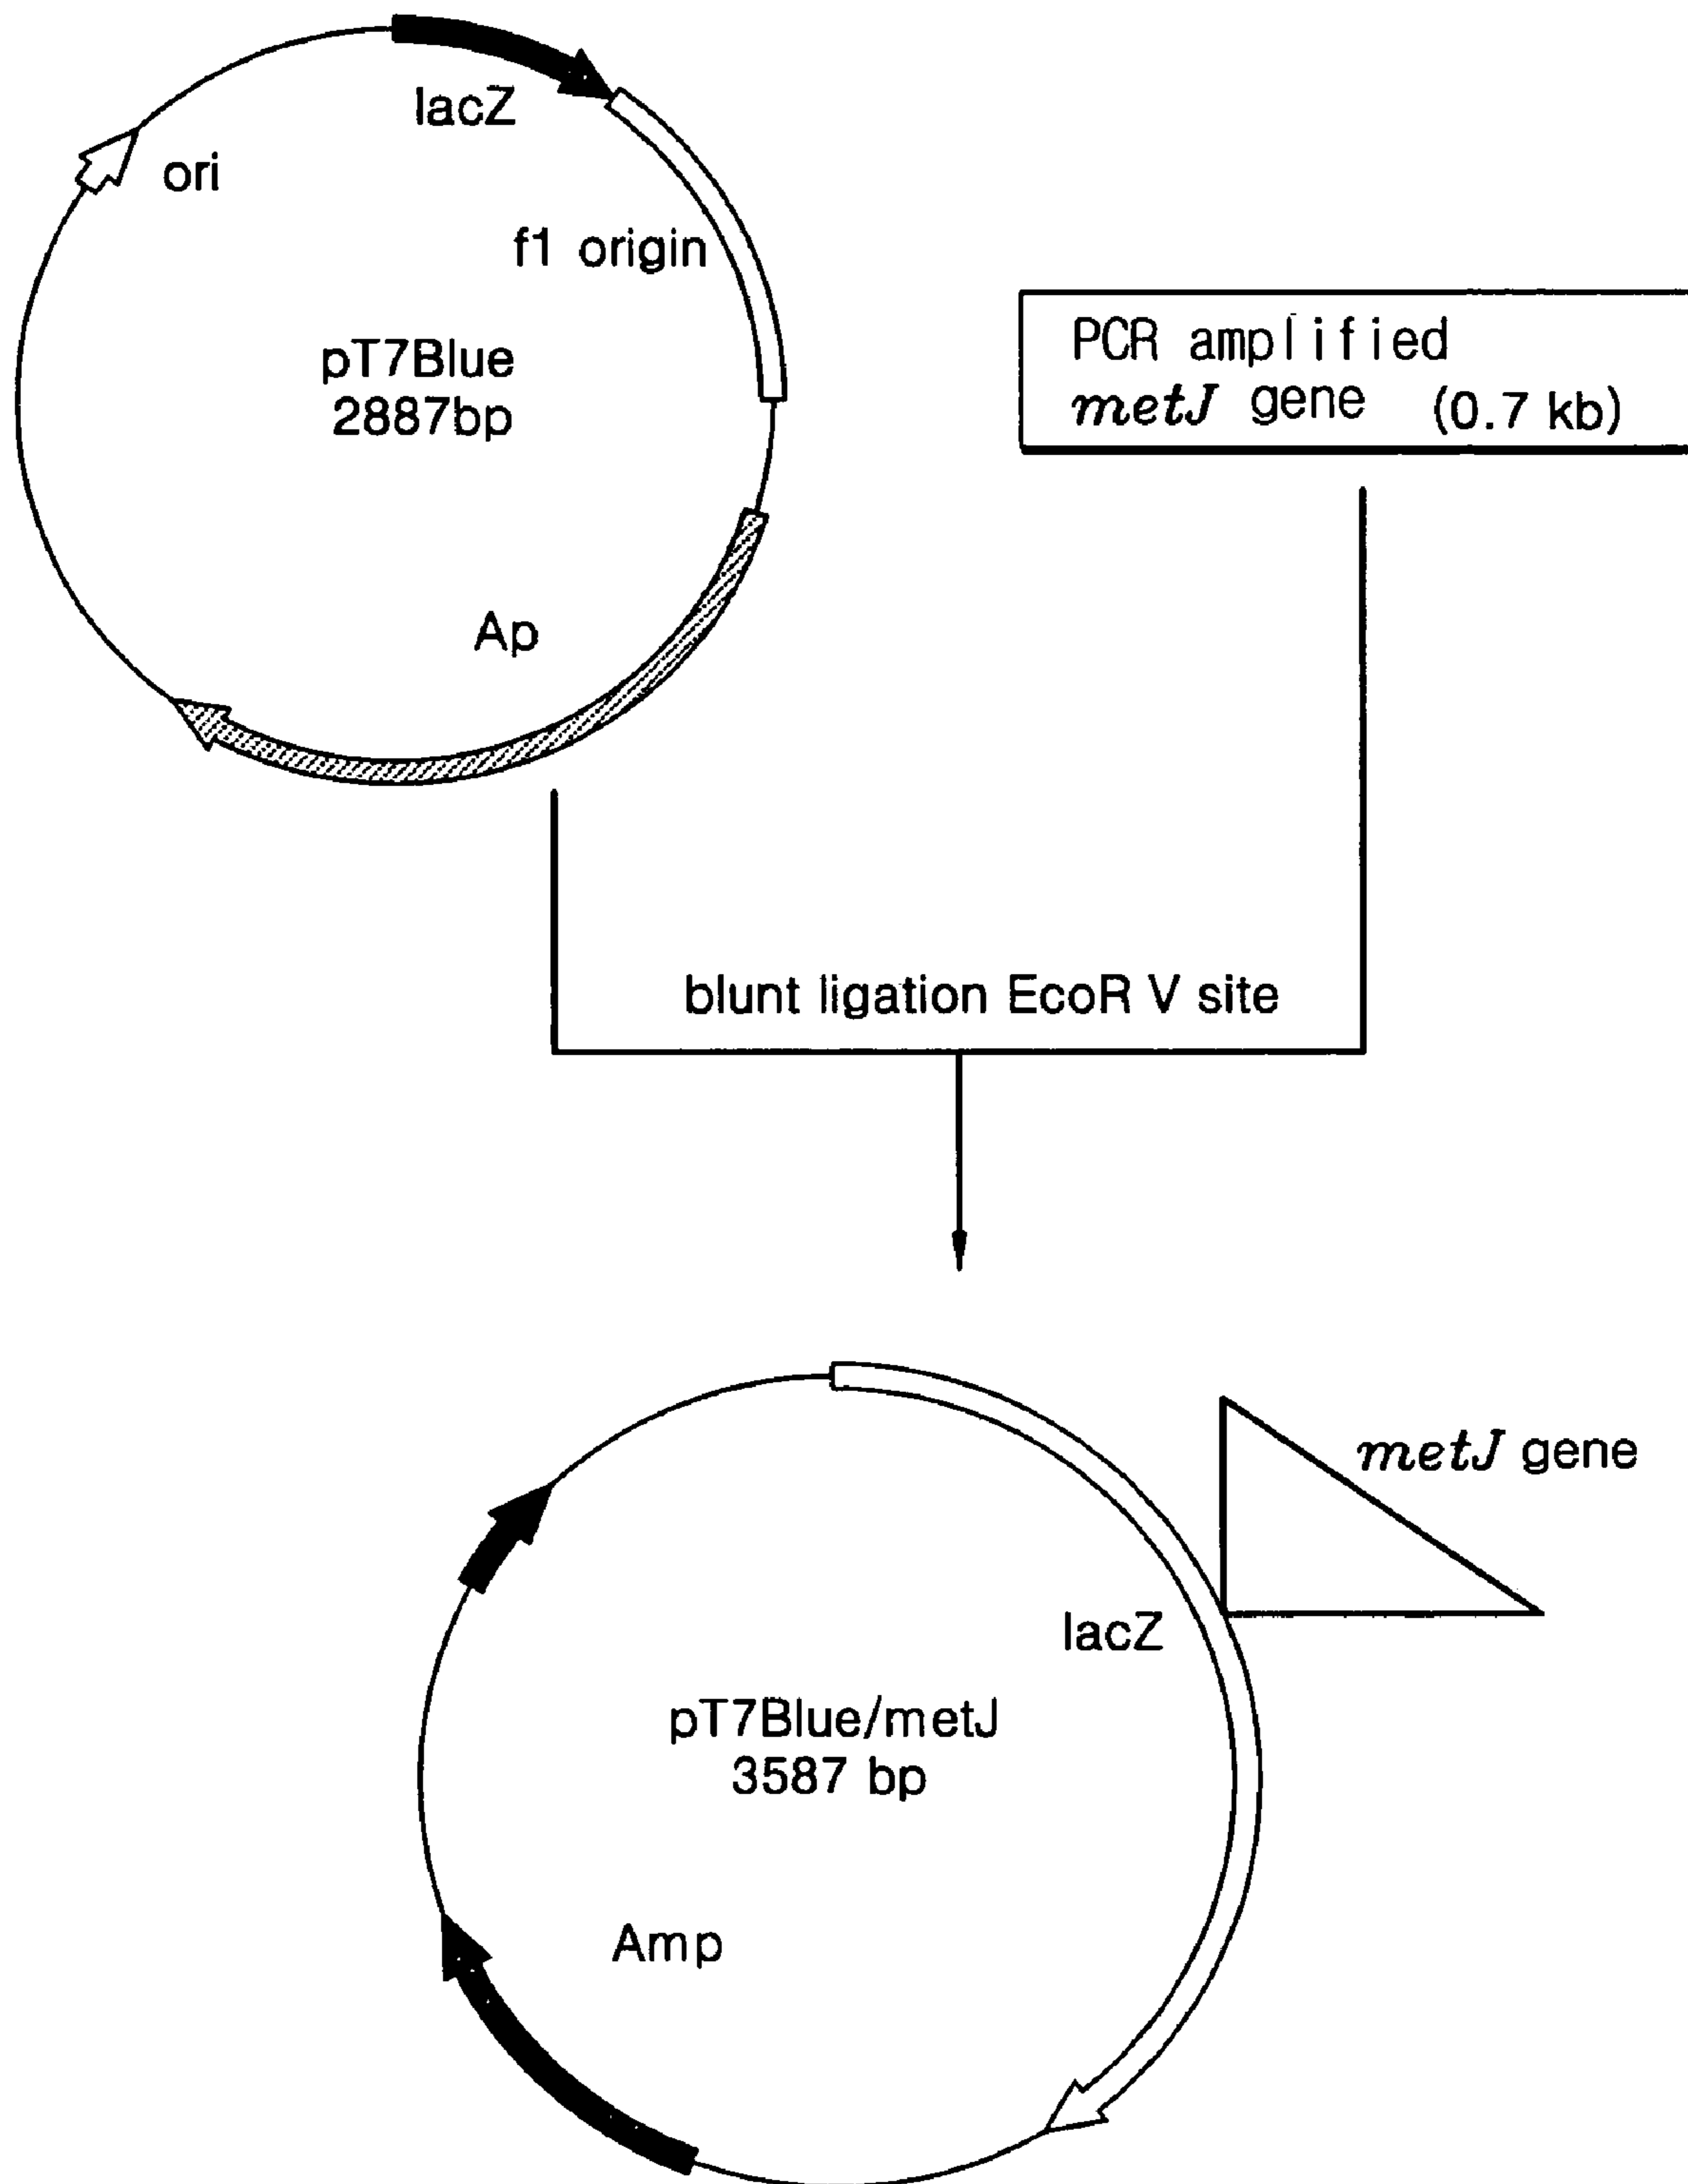 lacZ
ori
f1 origin
pT7Blue
2887bp
Ap
PCR amplified
metJ gene (0.7 kb)
blunt ligation EcoR V site
metJ gene
lacZ
pT7Blue/metJ
3587 bp
Amp